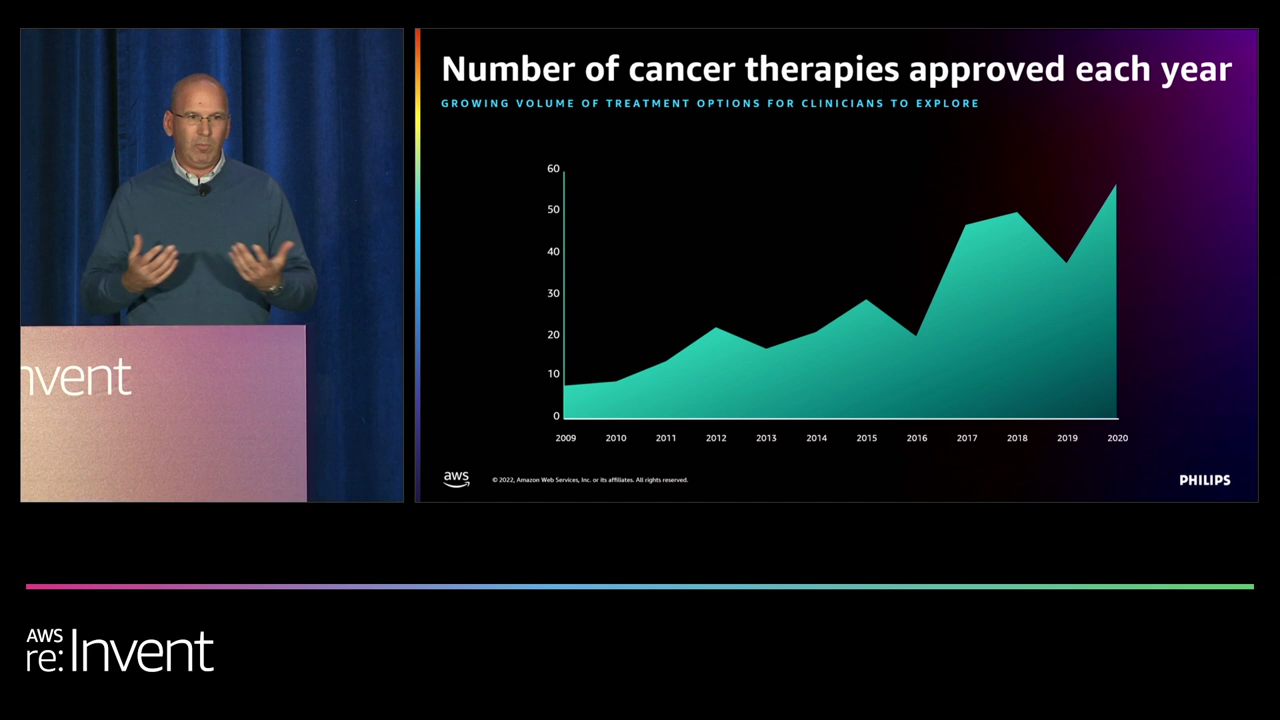 nvent
Number of cancer therapies approved each year
GROWING VOLUME OF TREATMENT OPTIONS FOR CLINICIANS TO EXPLORE
60
50
40
30
20
10
0
2009 2010 2011 2012 2013 2014 2015 2016 2017 2018 2019 2020
aws
© 2022, Amazon Web Services, Inc. or its affiliates. All rights reserved.
PHILIPS
AWS
re:Invent